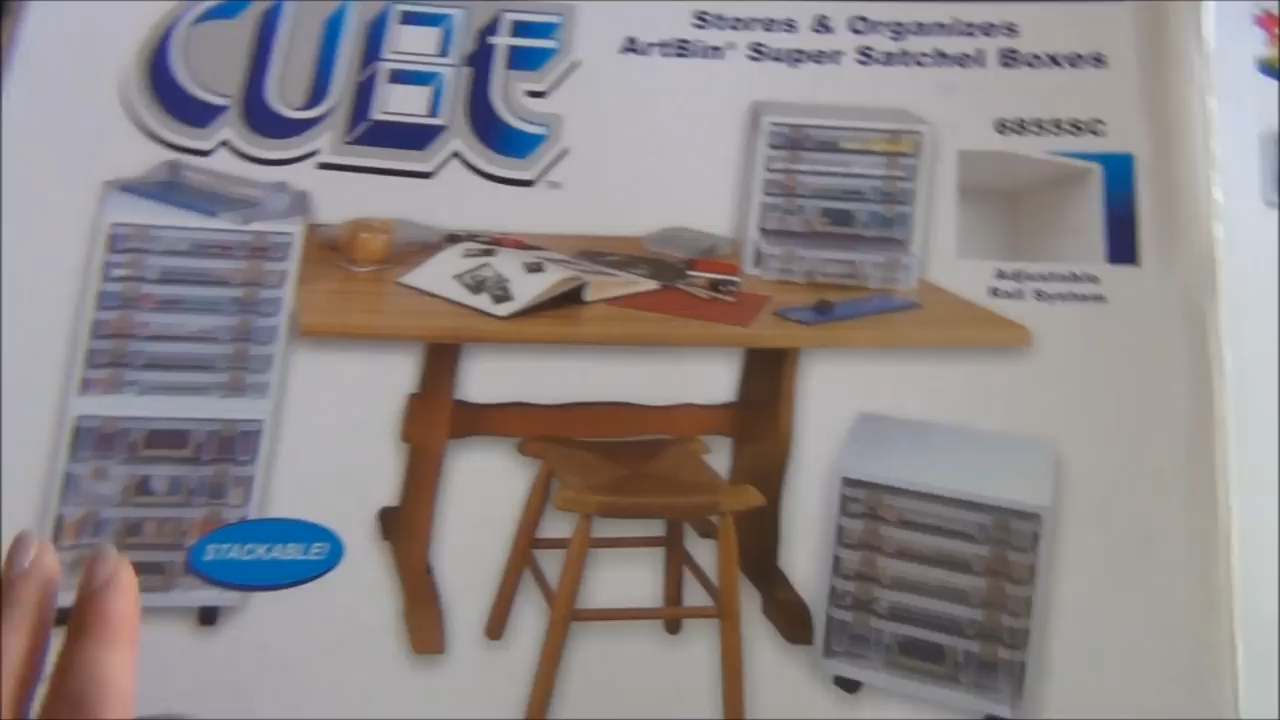 CUBE
Stores & Organizes
ArtBin® Super Satchel Boxes
Adjustable
Rail System
STACKABLE!